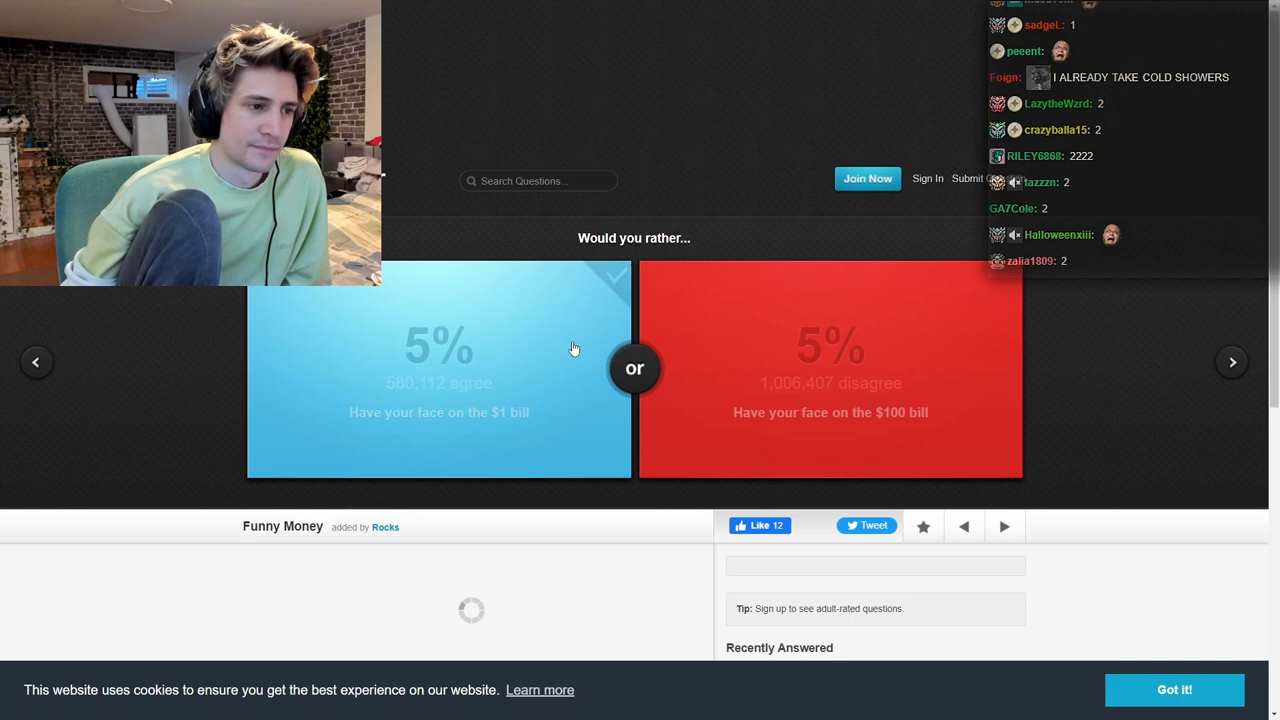 sadgeL: 1
peeent:
Foign: I ALREADY TAKE COLD SHOWERS
LazytheWzrd: 2
crazyballa15: 2
RILEY6868: 2222
tazzzn: 2
GA7Cole: 2
Halloweenxiii:
zalia1809: 2
Search Questions...
Join Now
Sign In
Submit
Would you rather...
5%
580,112 agree
Have your face on the $1 bill
or
5%
1,006,407 disagree
Have your face on the $100 bill
Funny Money added by Rocks
Like 12
Tweet
Tip: Sign up to see adult-rated questions.
Recently Answered
This website uses cookies to ensure you get the best experience on our website. Learn more
Got it!